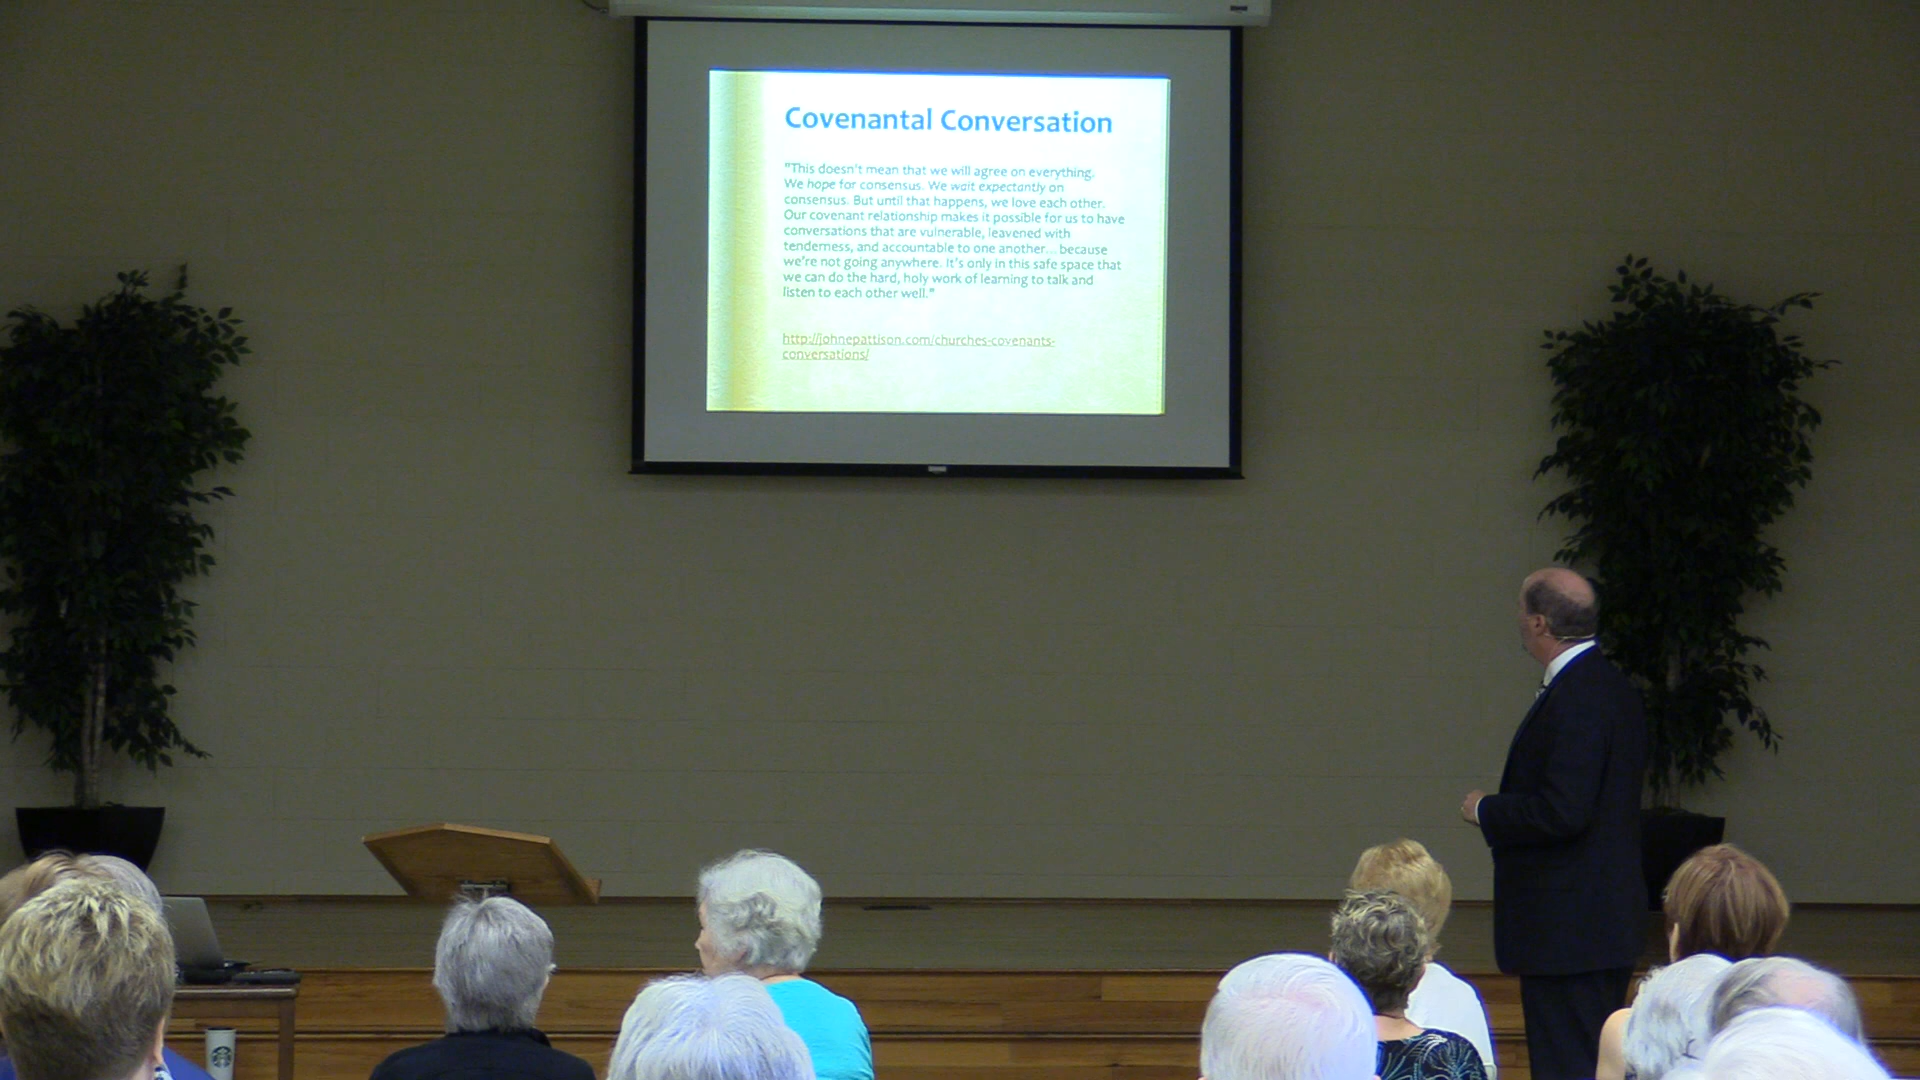 Covenantal Conversation
"This doesn't mean that we will agree on everything.
We hope for consensus. We wait expectantly on
consensus. But until that happens, we love each other.
Our covenant relationship makes it possible for us to have
conversations that are vulnerable, leavened with
tenderness, and accountable to one another... because
we're not going anywhere. It's only in this safe space that
we can do the hard, holy work of learning to talk and
listen to each other well."
http://johnepattison.com/churches-covenants-
conversations/